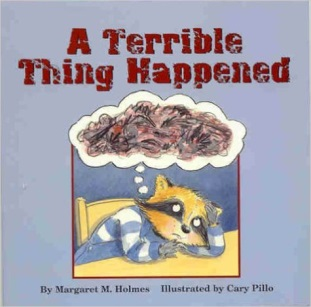 A Terrible
Thing Happened
By Margaret M. Holmes Illustrated by Cary Pillo